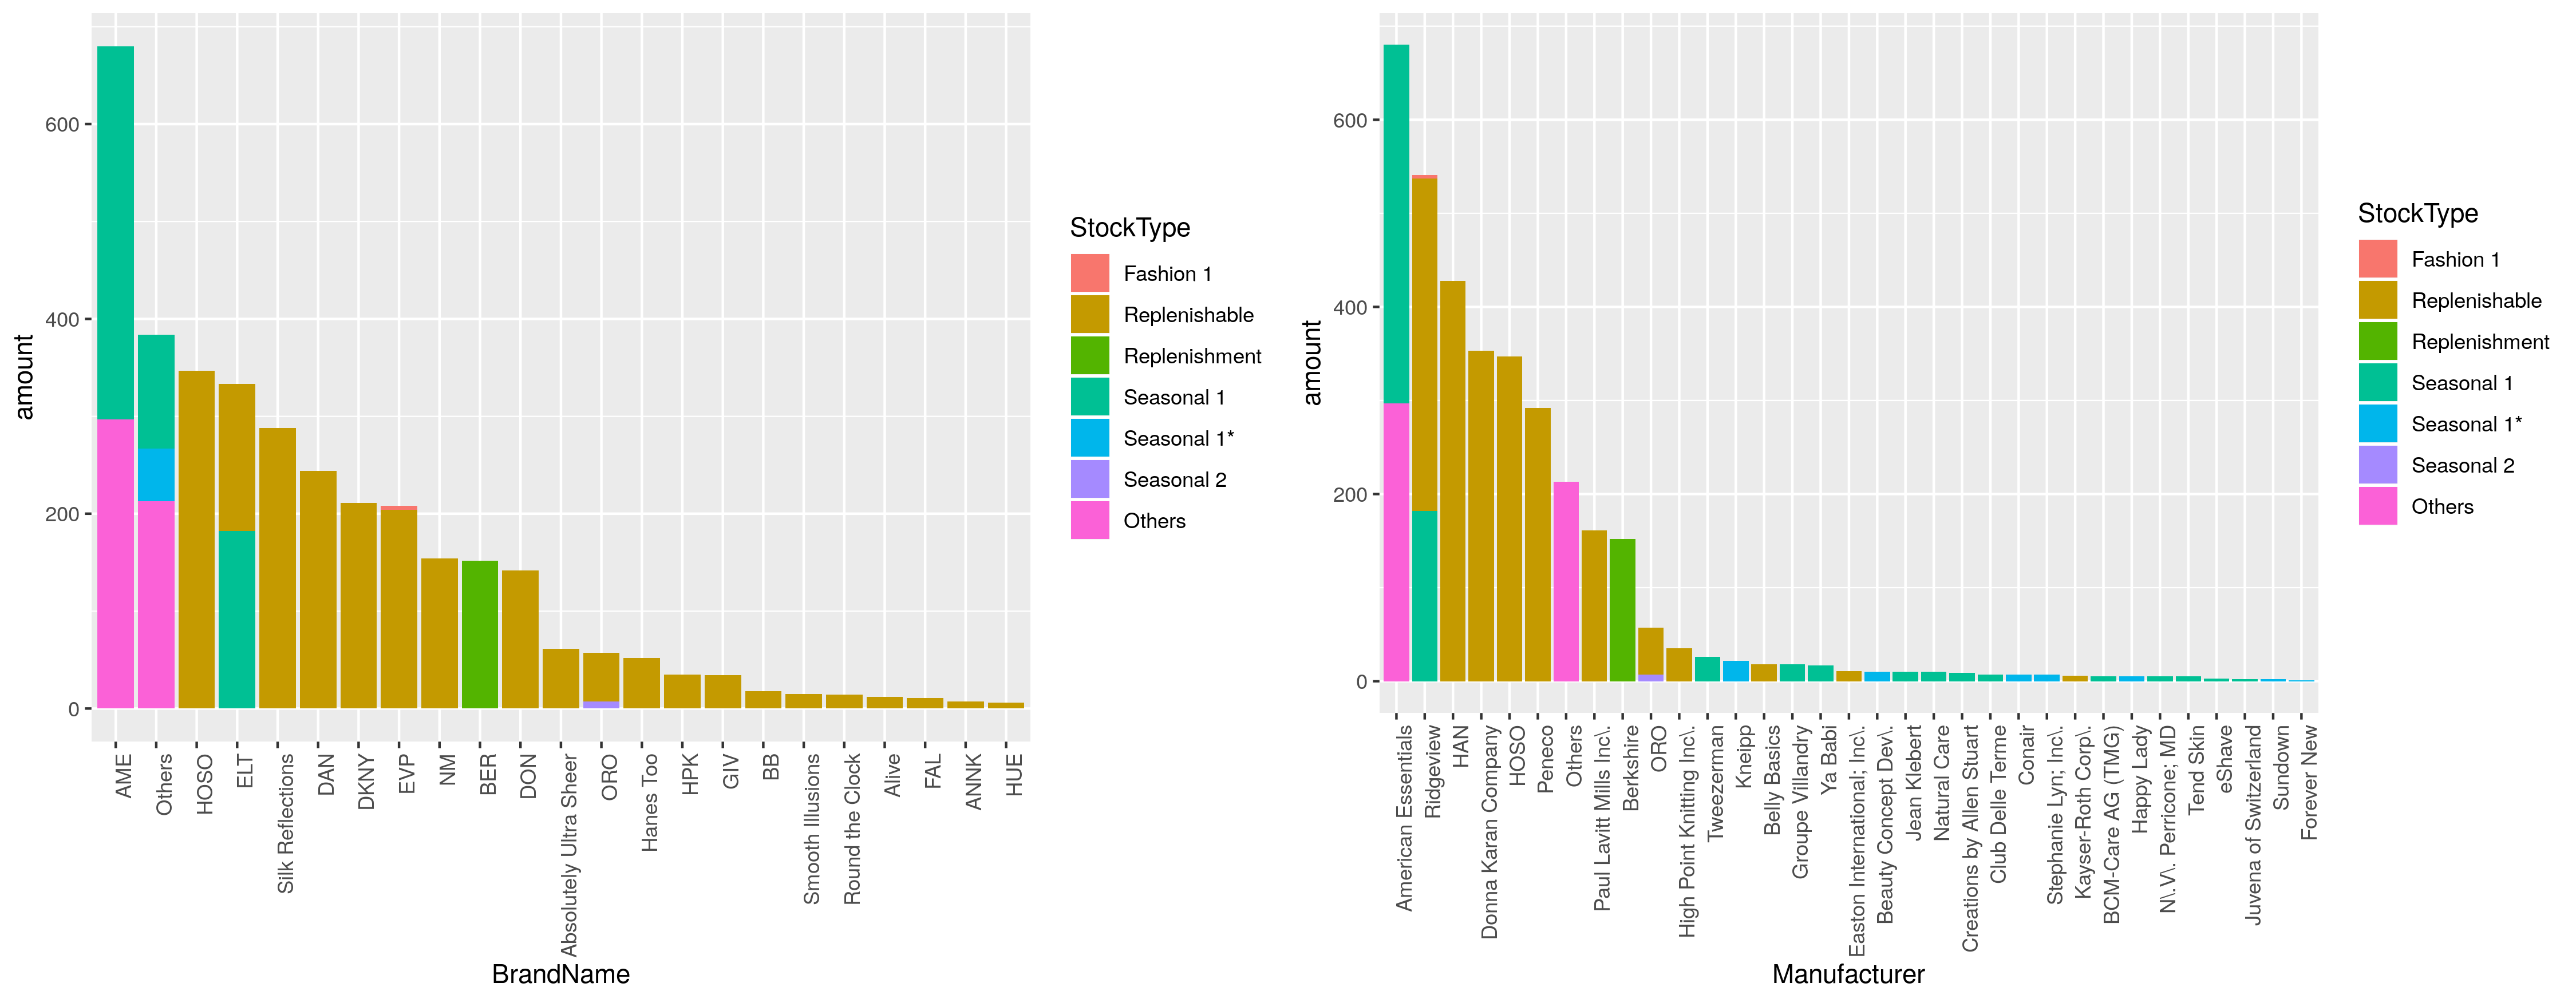 600
400
200
0
amount
AME
Others
HOSO
ELT
Silk Reflections
DAN
DKNY
EVP
NM
BER
DON
Absolutely Ultra Sheer
ORO
Hanes Too
HPK
GIV
BB
Smooth Illusions
Round the Clock
Alive
FAL
ANNK
HUE
BrandName
StockType
Fashion 1
Replenishable
Replenishment
Seasonal 1
Seasonal 1*
Seasonal 2
Others
600
400
200
0
amount
American Essentials
Ridgeview
HAN
Donna Karan Company
HOSO
Peneco
Others
Paul Lavitt Mills Inc\.
Berkshire
ORO
High Point Knitting Inc\.
Tweezerman
Kneipp
Belly Basics
Groupe Villandry
Ya Babi
Easton International; Inc\.
Beauty Concept Dev\.
Jean Klebert
Natural Care
Creations by Allen Stuart
Club Delle Terme
Conair
Stephanie Lyn; Inc\.
Kayser-Roth Corp\.
BCM-Care AG (TMG)
Happy Lady
N\.V\. Perricone; MD
Tend Skin
eShave
Juvena of Switzerland
Sundown
Forever New
Manufacturer
StockType
Fashion 1
Replenishable
Replenishment
Seasonal 1
Seasonal 1*
Seasonal 2
Others